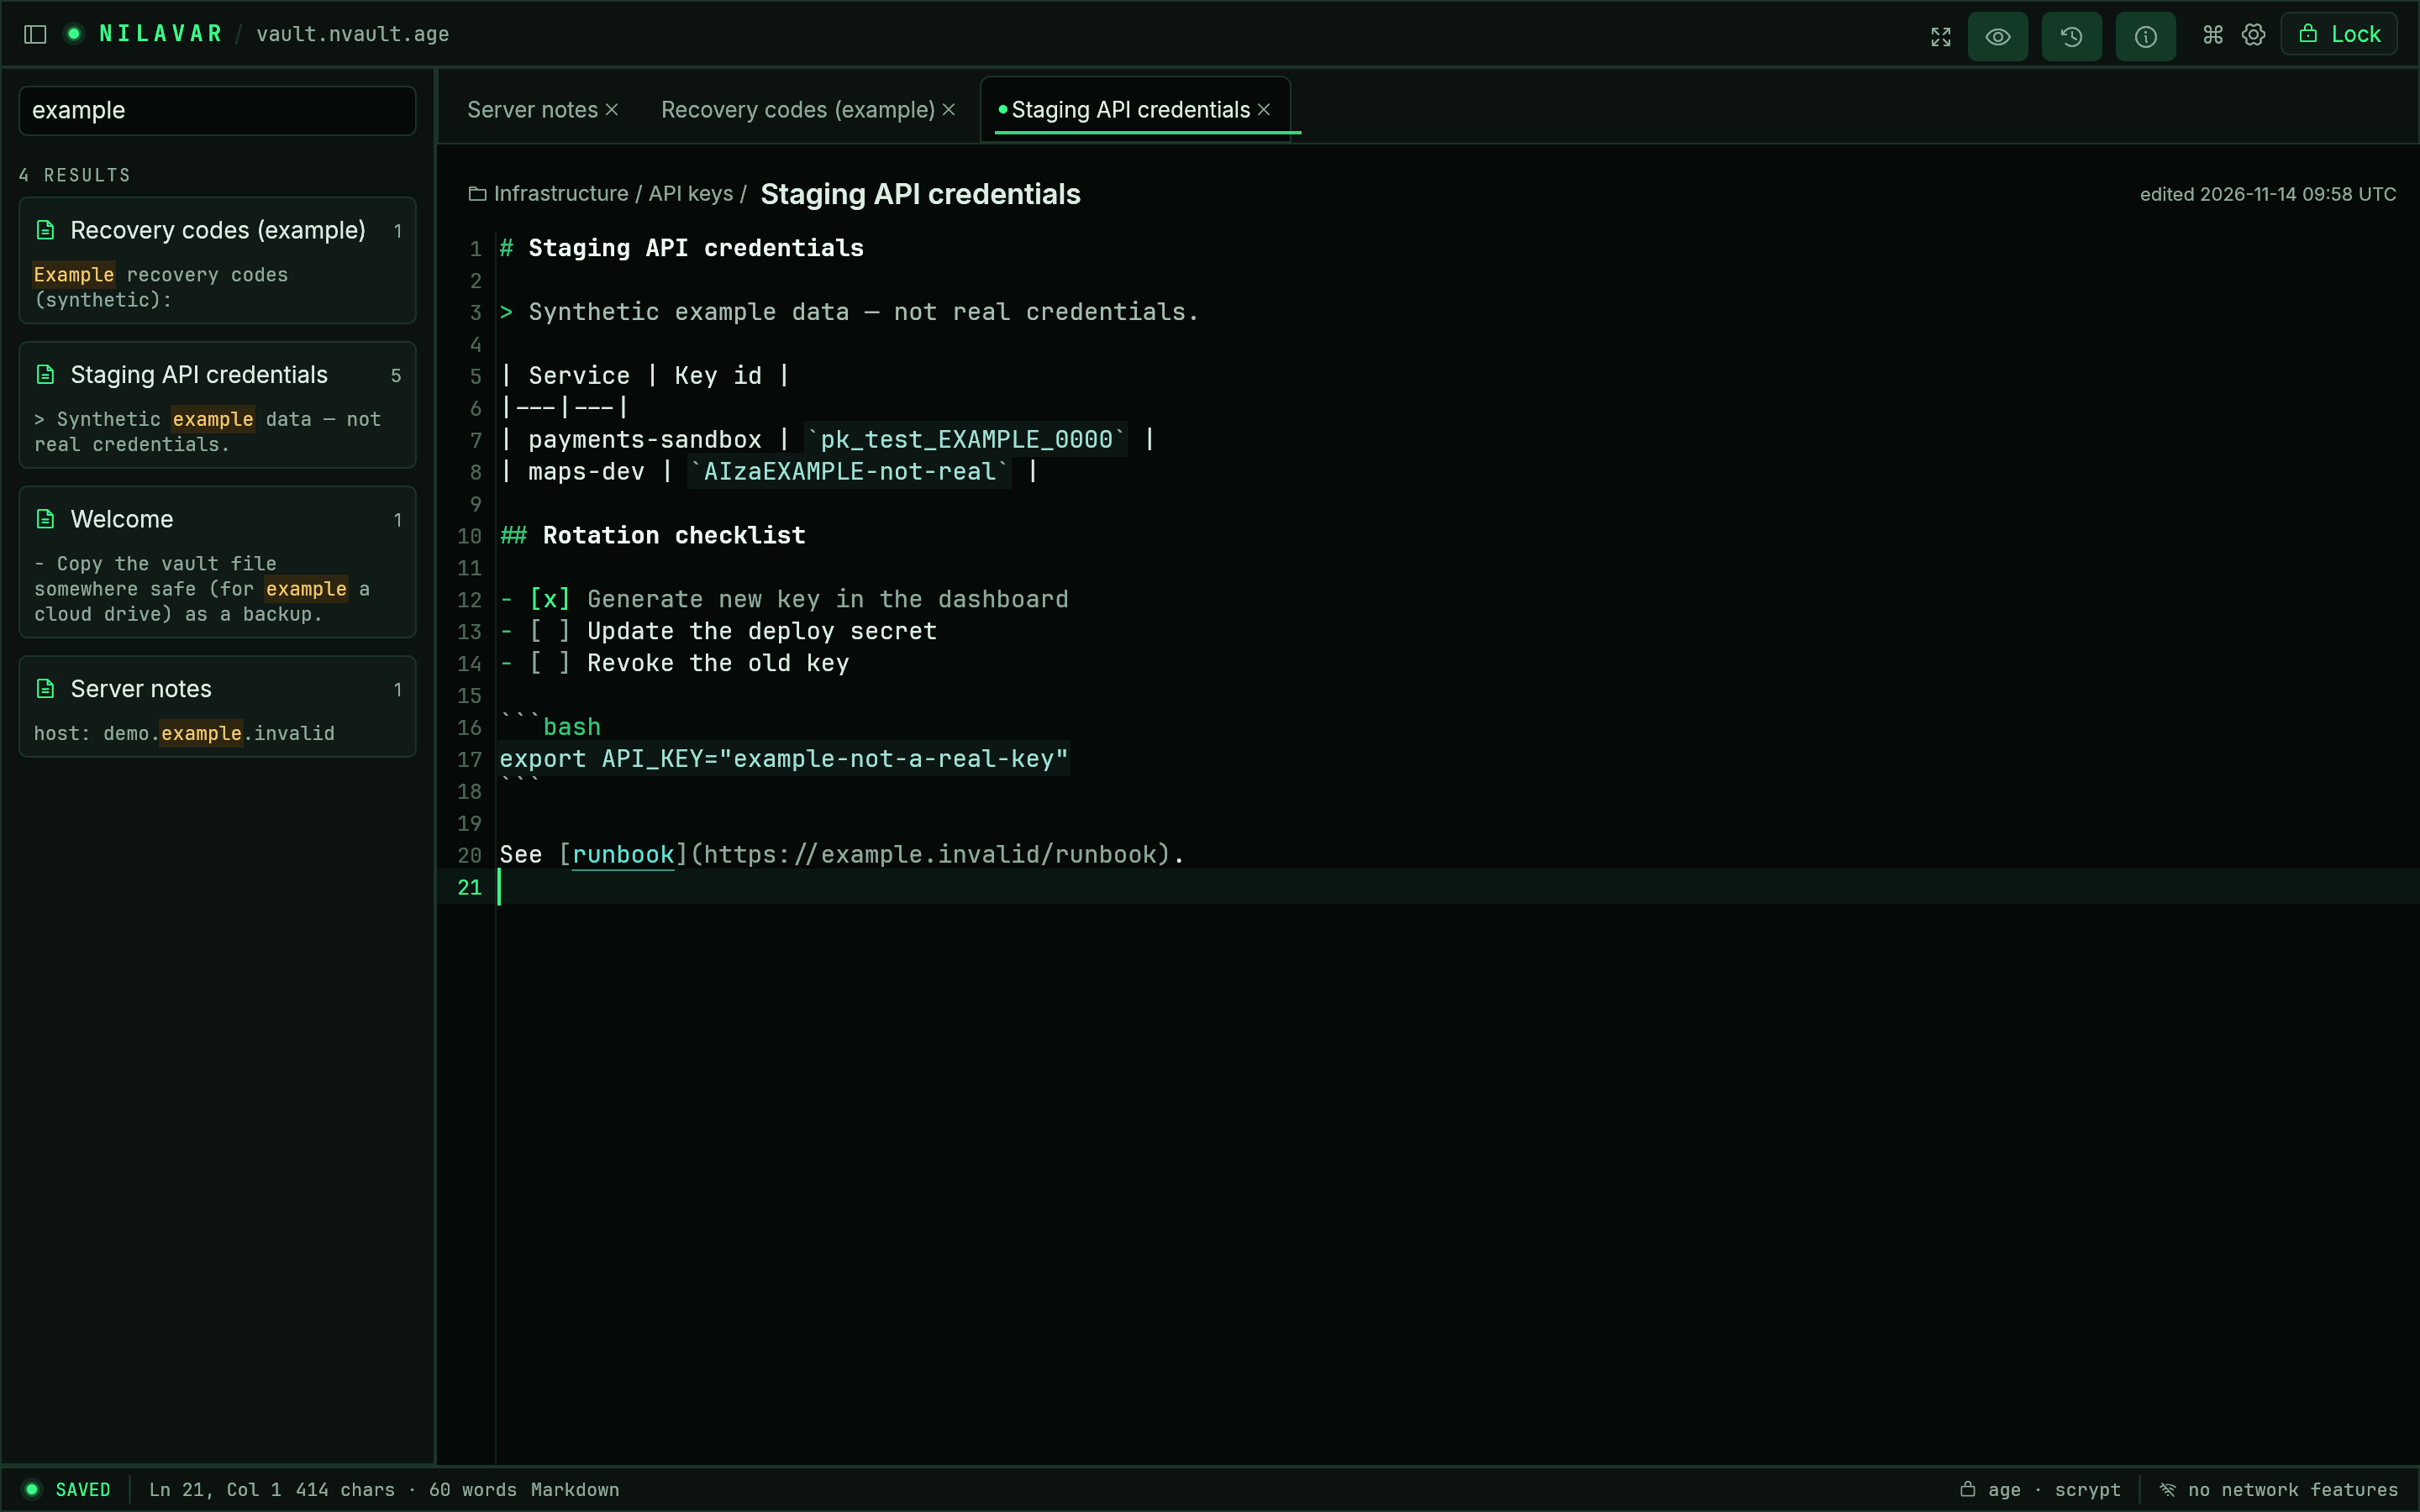 NILAVAR / vault.nvault.age
Lock
example
4 RESULTS
Recovery codes (example) 1
Example recovery codes
(synthetic):
Staging API credentials 5
> Synthetic example data — not
real credentials.
Welcome 1
- Copy the vault file
somewhere safe (for example a
cloud drive) as a backup.
Server notes 1
host: demo.example.invalid
Server notes Recovery codes (example) Staging API credentials
Infrastructure / API keys / Staging API credentials
edited 2026-11-14 09:58 UTC
1 # Staging API credentials
2
3 > Synthetic example data — not real credentials.
4
5 | Service | Key id |
6 |---|---|
7 | payments-sandbox | `pk_test_EXAMPLE_0000` |
8 | maps-dev | `AIzaEXAMPLE-not-real` |
9
10 ## Rotation checklist
11
12 - [x] Generate new key in the dashboard
13 - [ ] Update the deploy secret
14 - [ ] Revoke the old key
15
16 ```bash
17 export API_KEY="example-not-a-real-key"
18 ```
19
20 See [runbook](https://example.invalid/runbook).
21
SAVED Ln 21, Col 1 414 chars · 60 words Markdown
age · scrypt no network features